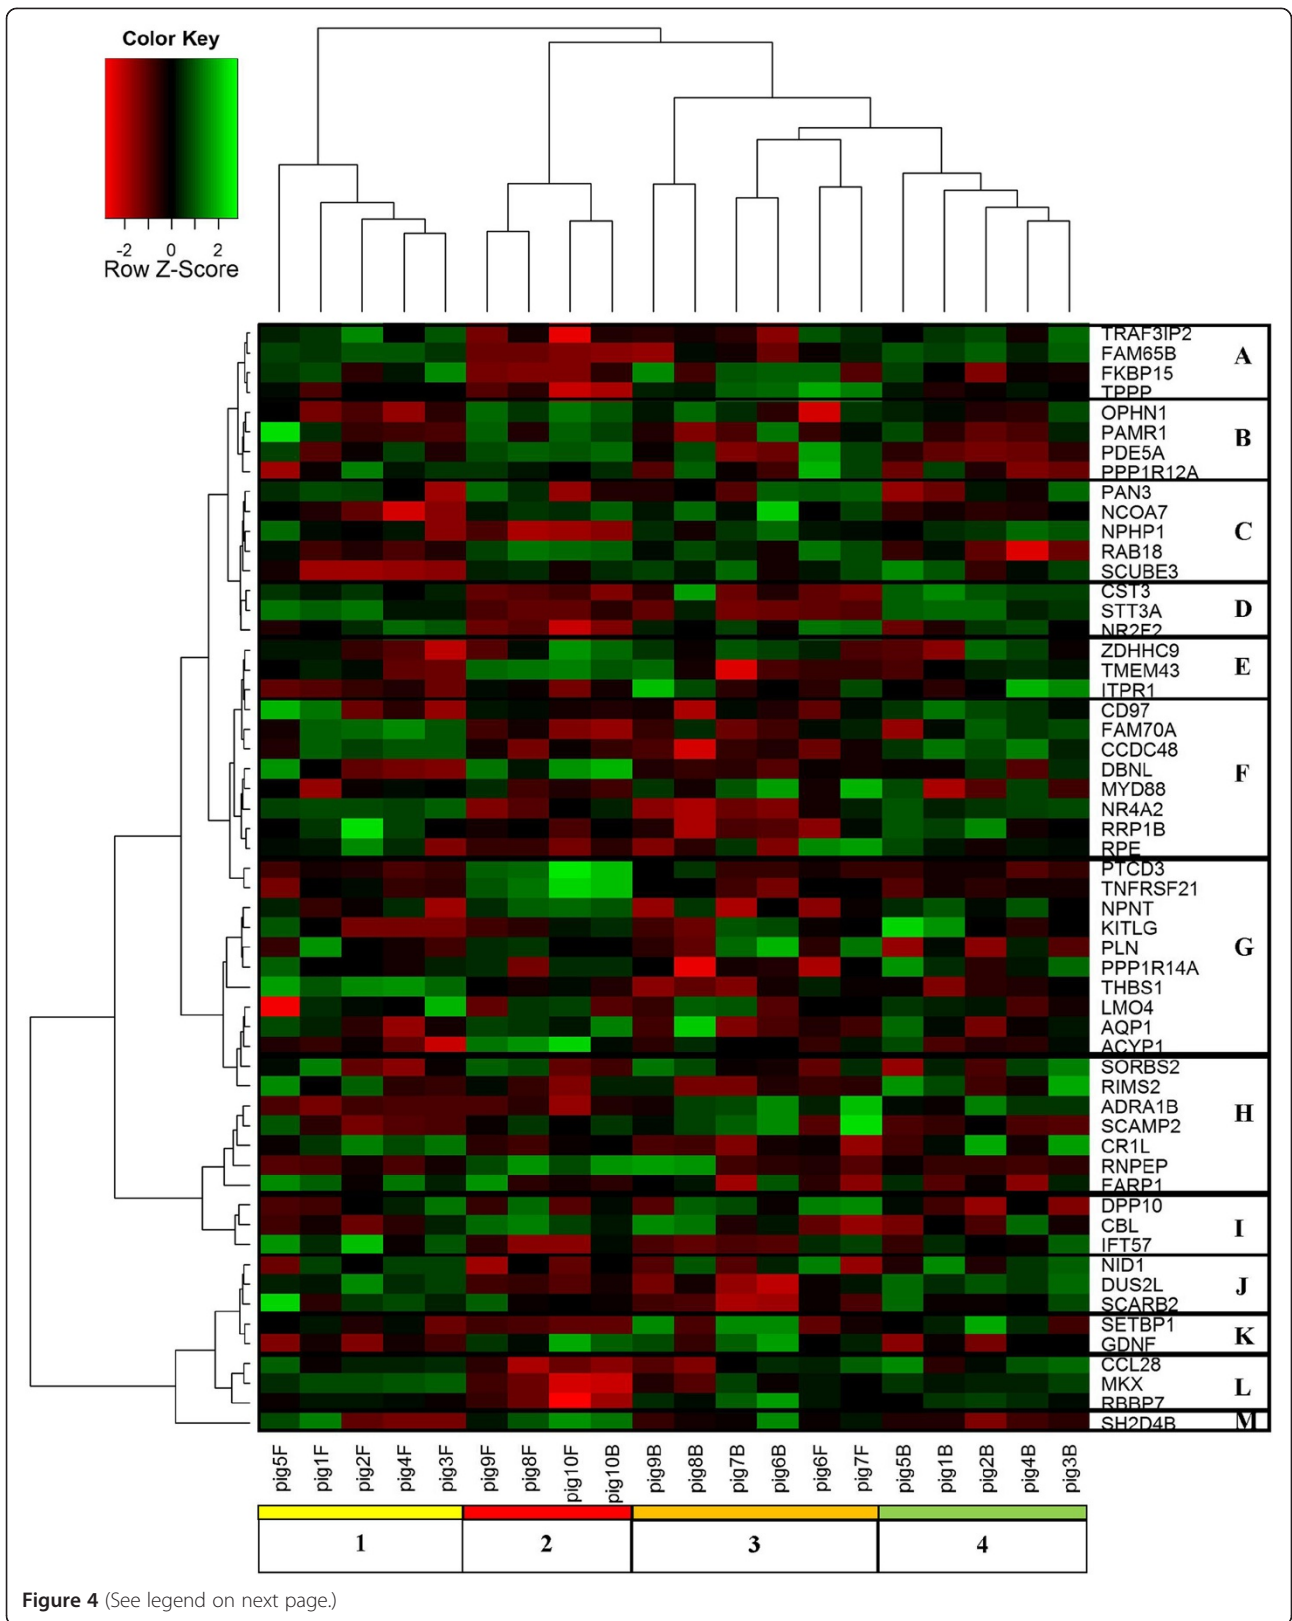 Color Key
-2 0 2
Row Z-Score
TRAF3IP2
FAM65B
A
FKBP15
TPPP
OPHN1
PAMR1
B
PDE5A
PPP1R12A
PAN3
NCOA7
NPHP1
C
RAB18
SCUBE3
CST3
STT3A
D
NR2F2
ZDHHC9
TMEM43
E
ITPR1
CD97
FAM70A
CCDC48
DBNL
F
MYD88
NR4A2
RRP1B
RPE
PTCD3
TNFRSF21
NPNT
KITLG
PLN
G
PPP1R14A
THBS1
LMO4
AQP1
ACYP1
SORBS2
RIMS2
ADRA1B
H
SCAMP2
CR1L
RNPEP
FARP1
DPP10
CBL
I
IFT57
NID1
DUS2L
J
SCARB2
SETBP1
K
GDNF
CCL28
MKX
L
RBBP7
SH2D4B
M
pig5F
pig1F
pig2F
pig4F
pig3F
pig9F
pig8F
pig10F
pig10B
pig9B
pig8B
pig7B
pig6B
pig6F
pig7F
pig5B
pig1B
pig2B
pig4B
pig3B
1 2 3 4
Figure 4 (See legend on next page.)